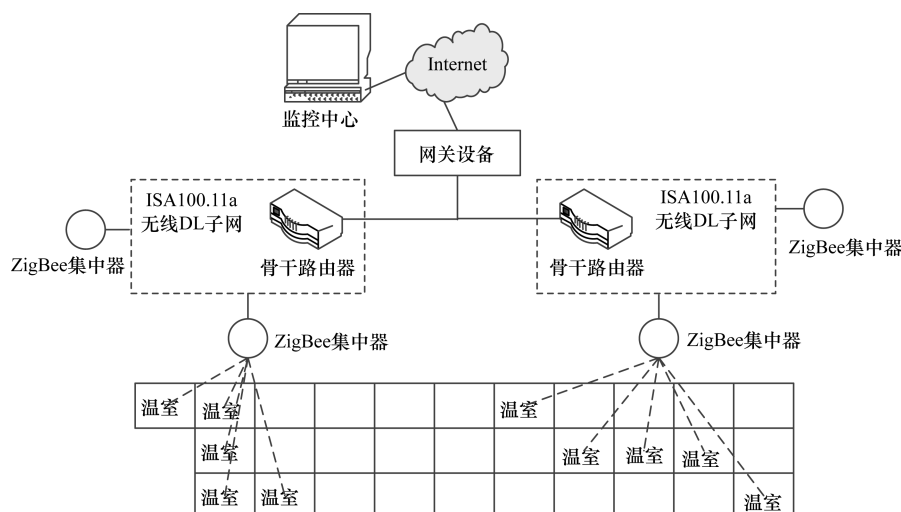 Internet
监控中心
网关设备
ISA100.11a
无线DL子网
骨干路由器
ZigBee集中器
ISA100.11a
无线DL子网
骨干路由器
ZigBee集中器
ZigBee集中器
ZigBee集中器
温室 温室 温室
温室 温室 温室 温室
温室 温室 温室